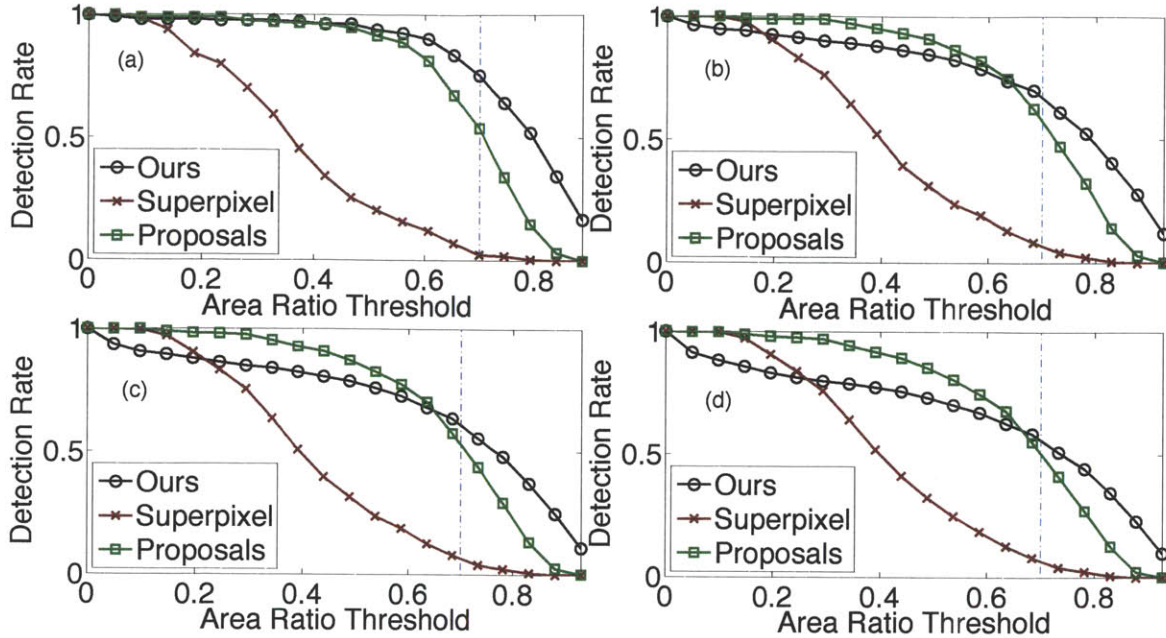 1
0.5
0
Detection Rate
(a)
Ours
Superpixel
Proposals
0 0.2 0.4 0.6 0.8
Area Ratio Threshold
1
0.5
0
Detection Rate
(b)
Ours
Superpixel
Proposals
0 0.2 0.4 0.6 0.8
Area Ratio Threshold
1
0.5
0
Detection Rate
(c)
Ours
Superpixel
Proposals
0 0.2 0.4 0.6 0.8
Area Ratio Threshold
1
0.5
0
Detection Rate
(d)
Ours
Superpixel
Proposals
0 0.2 0.4 0.6 0.8
Area Ratio Threshold